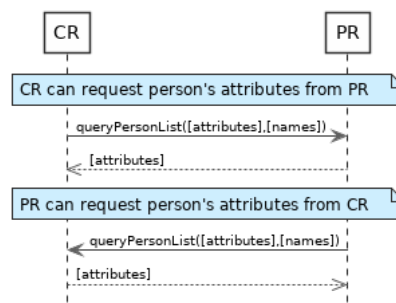 CR PR
CR can request person's attributes from PR
queryPersonList([attributes],[names])
[attributes]
PR can request person's attributes from CR
queryPersonList([attributes],[names])
[attributes]